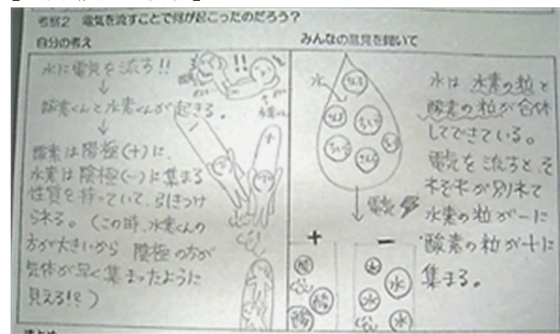 考察2 電気を流すことで何が起こったのだろう？
自分の考え
みんなの意見を聞いて
水に電気を流す!!
↓
酸素くんと水素くんが起きる。
↓
酸素は陽極(+)に、
水素は陰極(−)に集まる
性質を持っていて、引きつけ
られる。(この時、水素くんの
方が大きいから 陰極の方が
気体が早く集まったように
見える!?)
!!
水
電気
+
−
酸
水
水は 水素の粒と
酸素の粒が合体
してできている。
電気を流すと、そ
れぞれが別れて
水素の粒が−に
酸素の粒が+に
集まる。